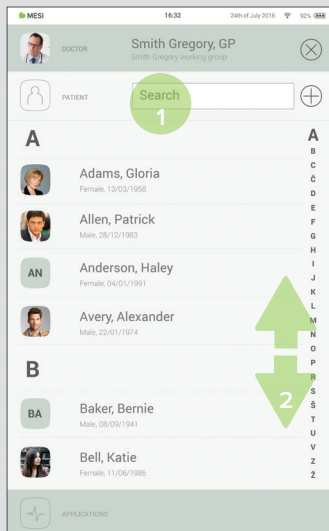 MESI 16:32 24th of July 2016 92%
DOCTOR Smith Gregory, GP
Smith Gregory working group
PATIENT Search
1
A
Adams, Gloria
Female, 13/03/1958
Allen, Patrick
Male, 28/12/1983
AN Anderson, Haley
Female, 04/01/1991
Avery, Alexander
Male, 22/01/1974
B
BA Baker, Bernie
Male, 08/09/1941
Bell, Katie
Female, 11/06/1986
APPLICATIONS
A
B
C
Č
D
E
F
G
H
I
J
K
L
M
N
O
P
R
S
Š
T
U
V
Z
Ž
2